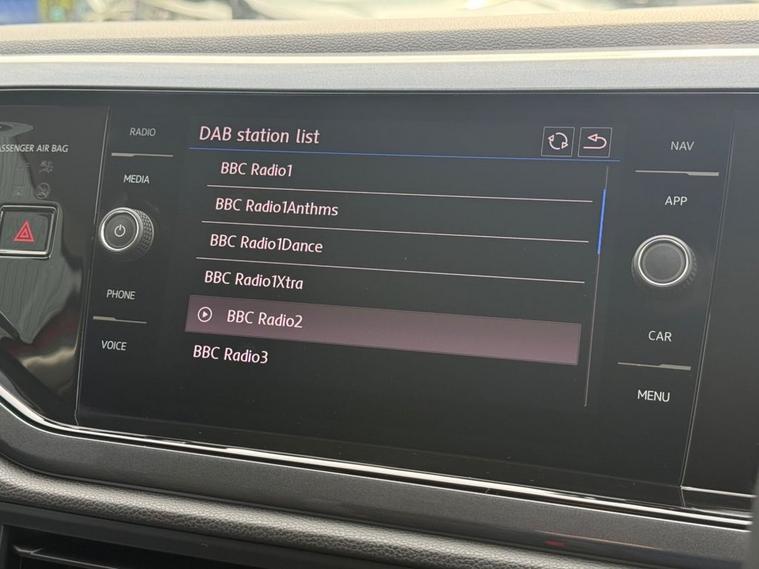 DAB station list
BBC Radio1
BBC Radio1Anthms
BBC Radio1Dance
BBC Radio1Xtra
BBC Radio2
BBC Radio3
RADIO
MEDIA
PHONE
VOICE
NAV
APP
CAR
MENU
AIR BAG